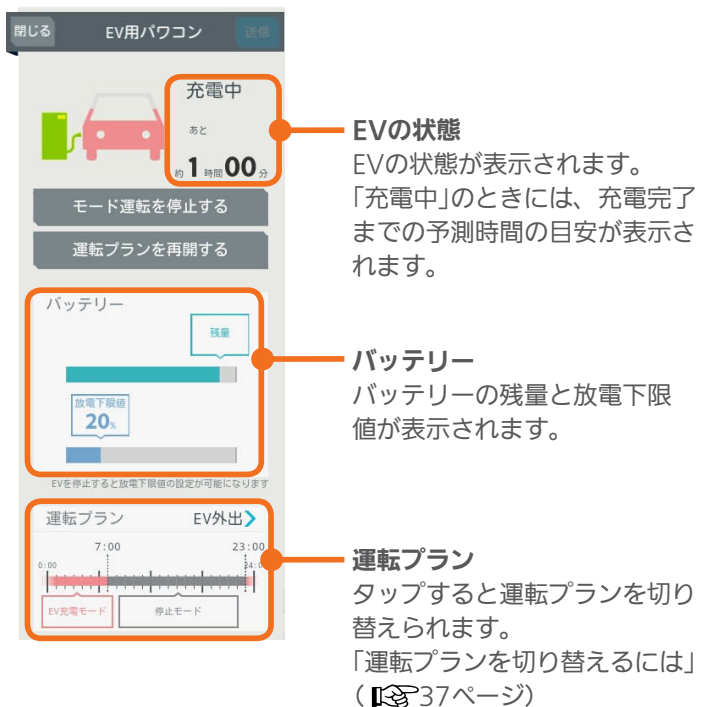 閉じる
EV用パワコン
送信
充電中
あと
約1時間00分
モード運転を停止する
運転プランを再開する
バッテリー
残量
放電下限値
20%
EVを停止すると放電下限値の設定が可能になります
運転プラン
EV外出
7:00
23:00
0:00
24:00
EV充電モード
停止モード
EVの状態
EVの状態が表示されます。
「充電中」のときには、充電完了
までの予測時間の目安が表示さ
れます。
バッテリー
バッテリーの残量と放電下限
値が表示されます。
運転プラン
タップすると運転プランを切り
替えられます。
「運転プランを切り替えるには」
(☞37ページ)